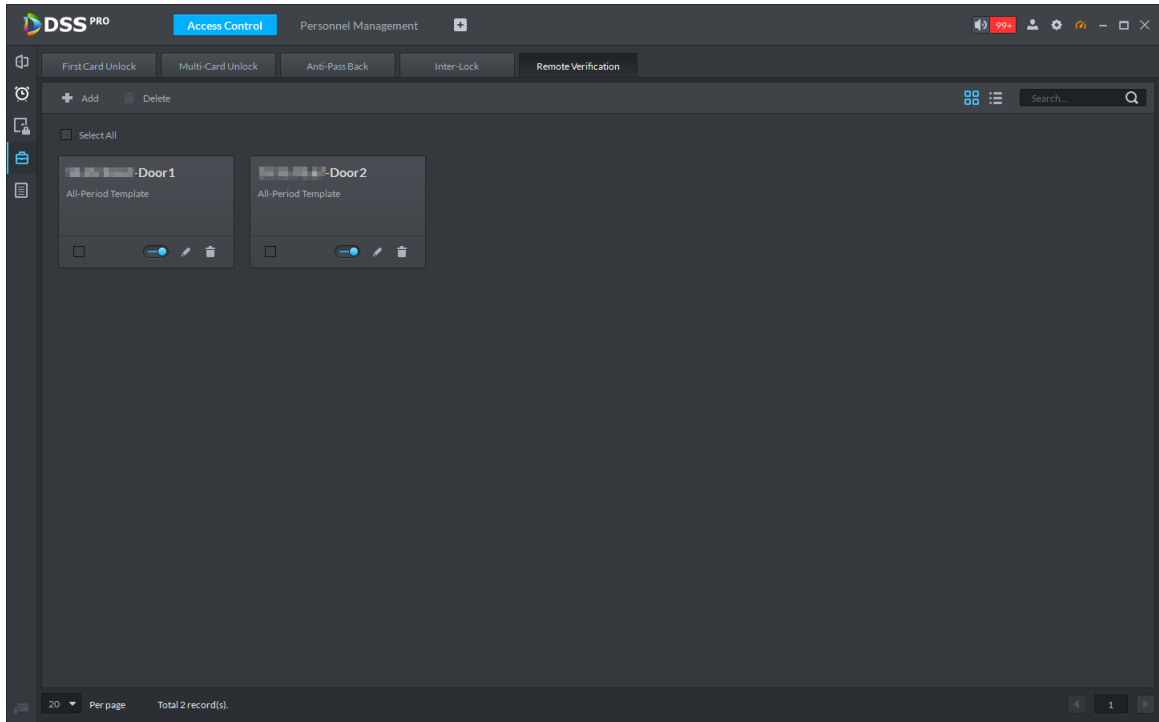 DSS PRO Access Control Personnel Management 99+
First Card Unlock Multi-Card Unlock Anti-Pass Back Inter-Lock Remote Verification
Add Delete Search...
Select All
-Door1 -Door2
All-Period Template All-Period Template
20 Per page Total 2 record(s). 1